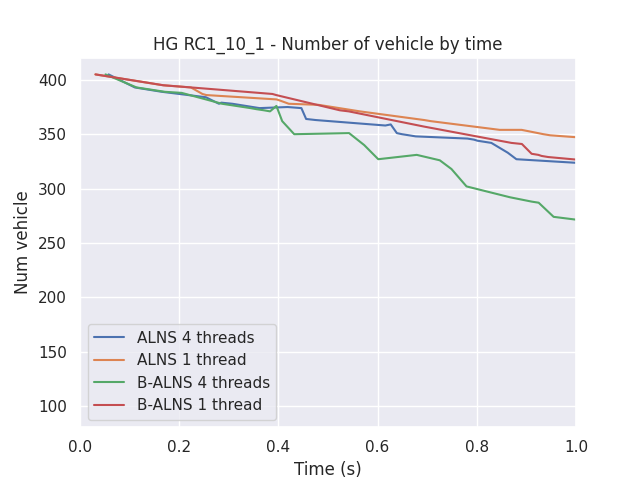 HG RC1_10_1 - Number of vehicle by time
Num vehicle
400
350
300
250
200
150
100
ALNS 4 threads
ALNS 1 thread
B-ALNS 4 threads
B-ALNS 1 thread
0.0 0.2 0.4 0.6 0.8 1.0
Time (s)